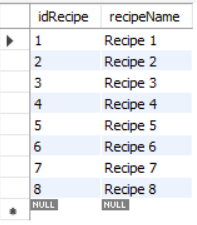 idRecipe recipeName
1 Recipe 1
2 Recipe 2
3 Recipe 3
4 Recipe 4
5 Recipe 5
6 Recipe 6
7 Recipe 7
8 Recipe 8
NULL NULL